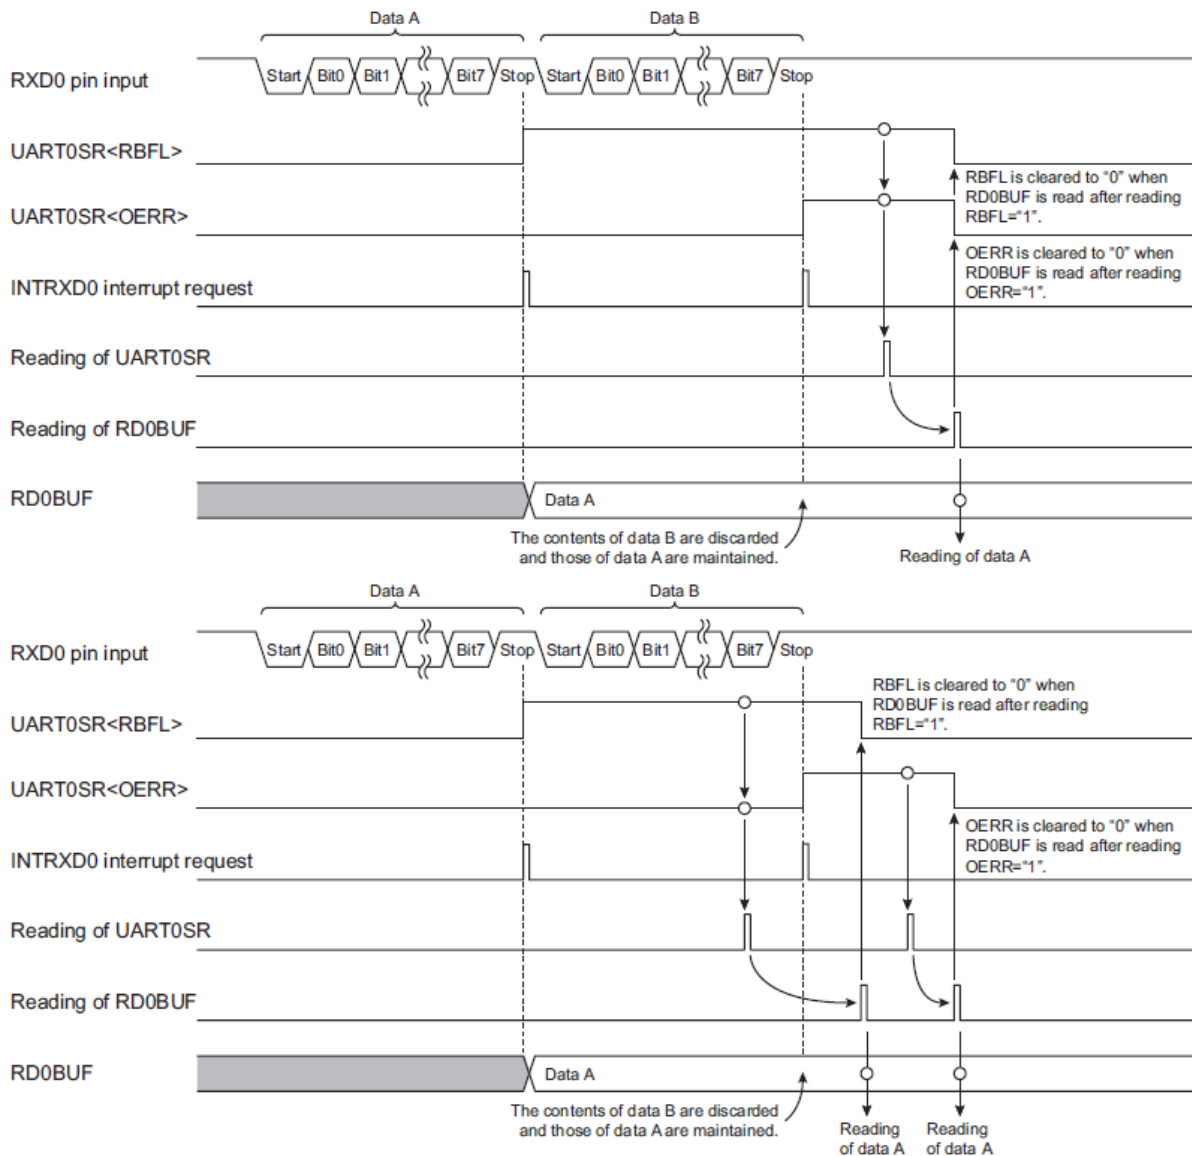 Data A
Data B
RXD0 pin input
Start Bit0 Bit1 Bit7 Stop Start Bit0 Bit1 Bit7 Stop
UART0SR<RBFL>
RBFL is cleared to “0” when
RD0BUF is read after reading
RBFL=“1”.
UART0SR<OERR>
OERR is cleared to “0” when
RD0BUF is read after reading
OERR=“1”.
INTRXD0 interrupt request
Reading of UART0SR
Reading of RD0BUF
RD0BUF
Data A
The contents of data B are discarded
and those of data A are maintained.
Reading of data A
Data A
Data B
RXD0 pin input
Start Bit0 Bit1 Bit7 Stop Start Bit0 Bit1 Bit7 Stop
RBFL is cleared to “0” when
RD0BUF is read after reading
RBFL=“1”.
UART0SR<RBFL>
UART0SR<OERR>
OERR is cleared to “0” when
RD0BUF is read after reading
OERR=“1”.
INTRXD0 interrupt request
Reading of UART0SR
Reading of RD0BUF
RD0BUF
Data A
The contents of data B are discarded
and those of data A are maintained.
Reading
of data A
Reading
of data A